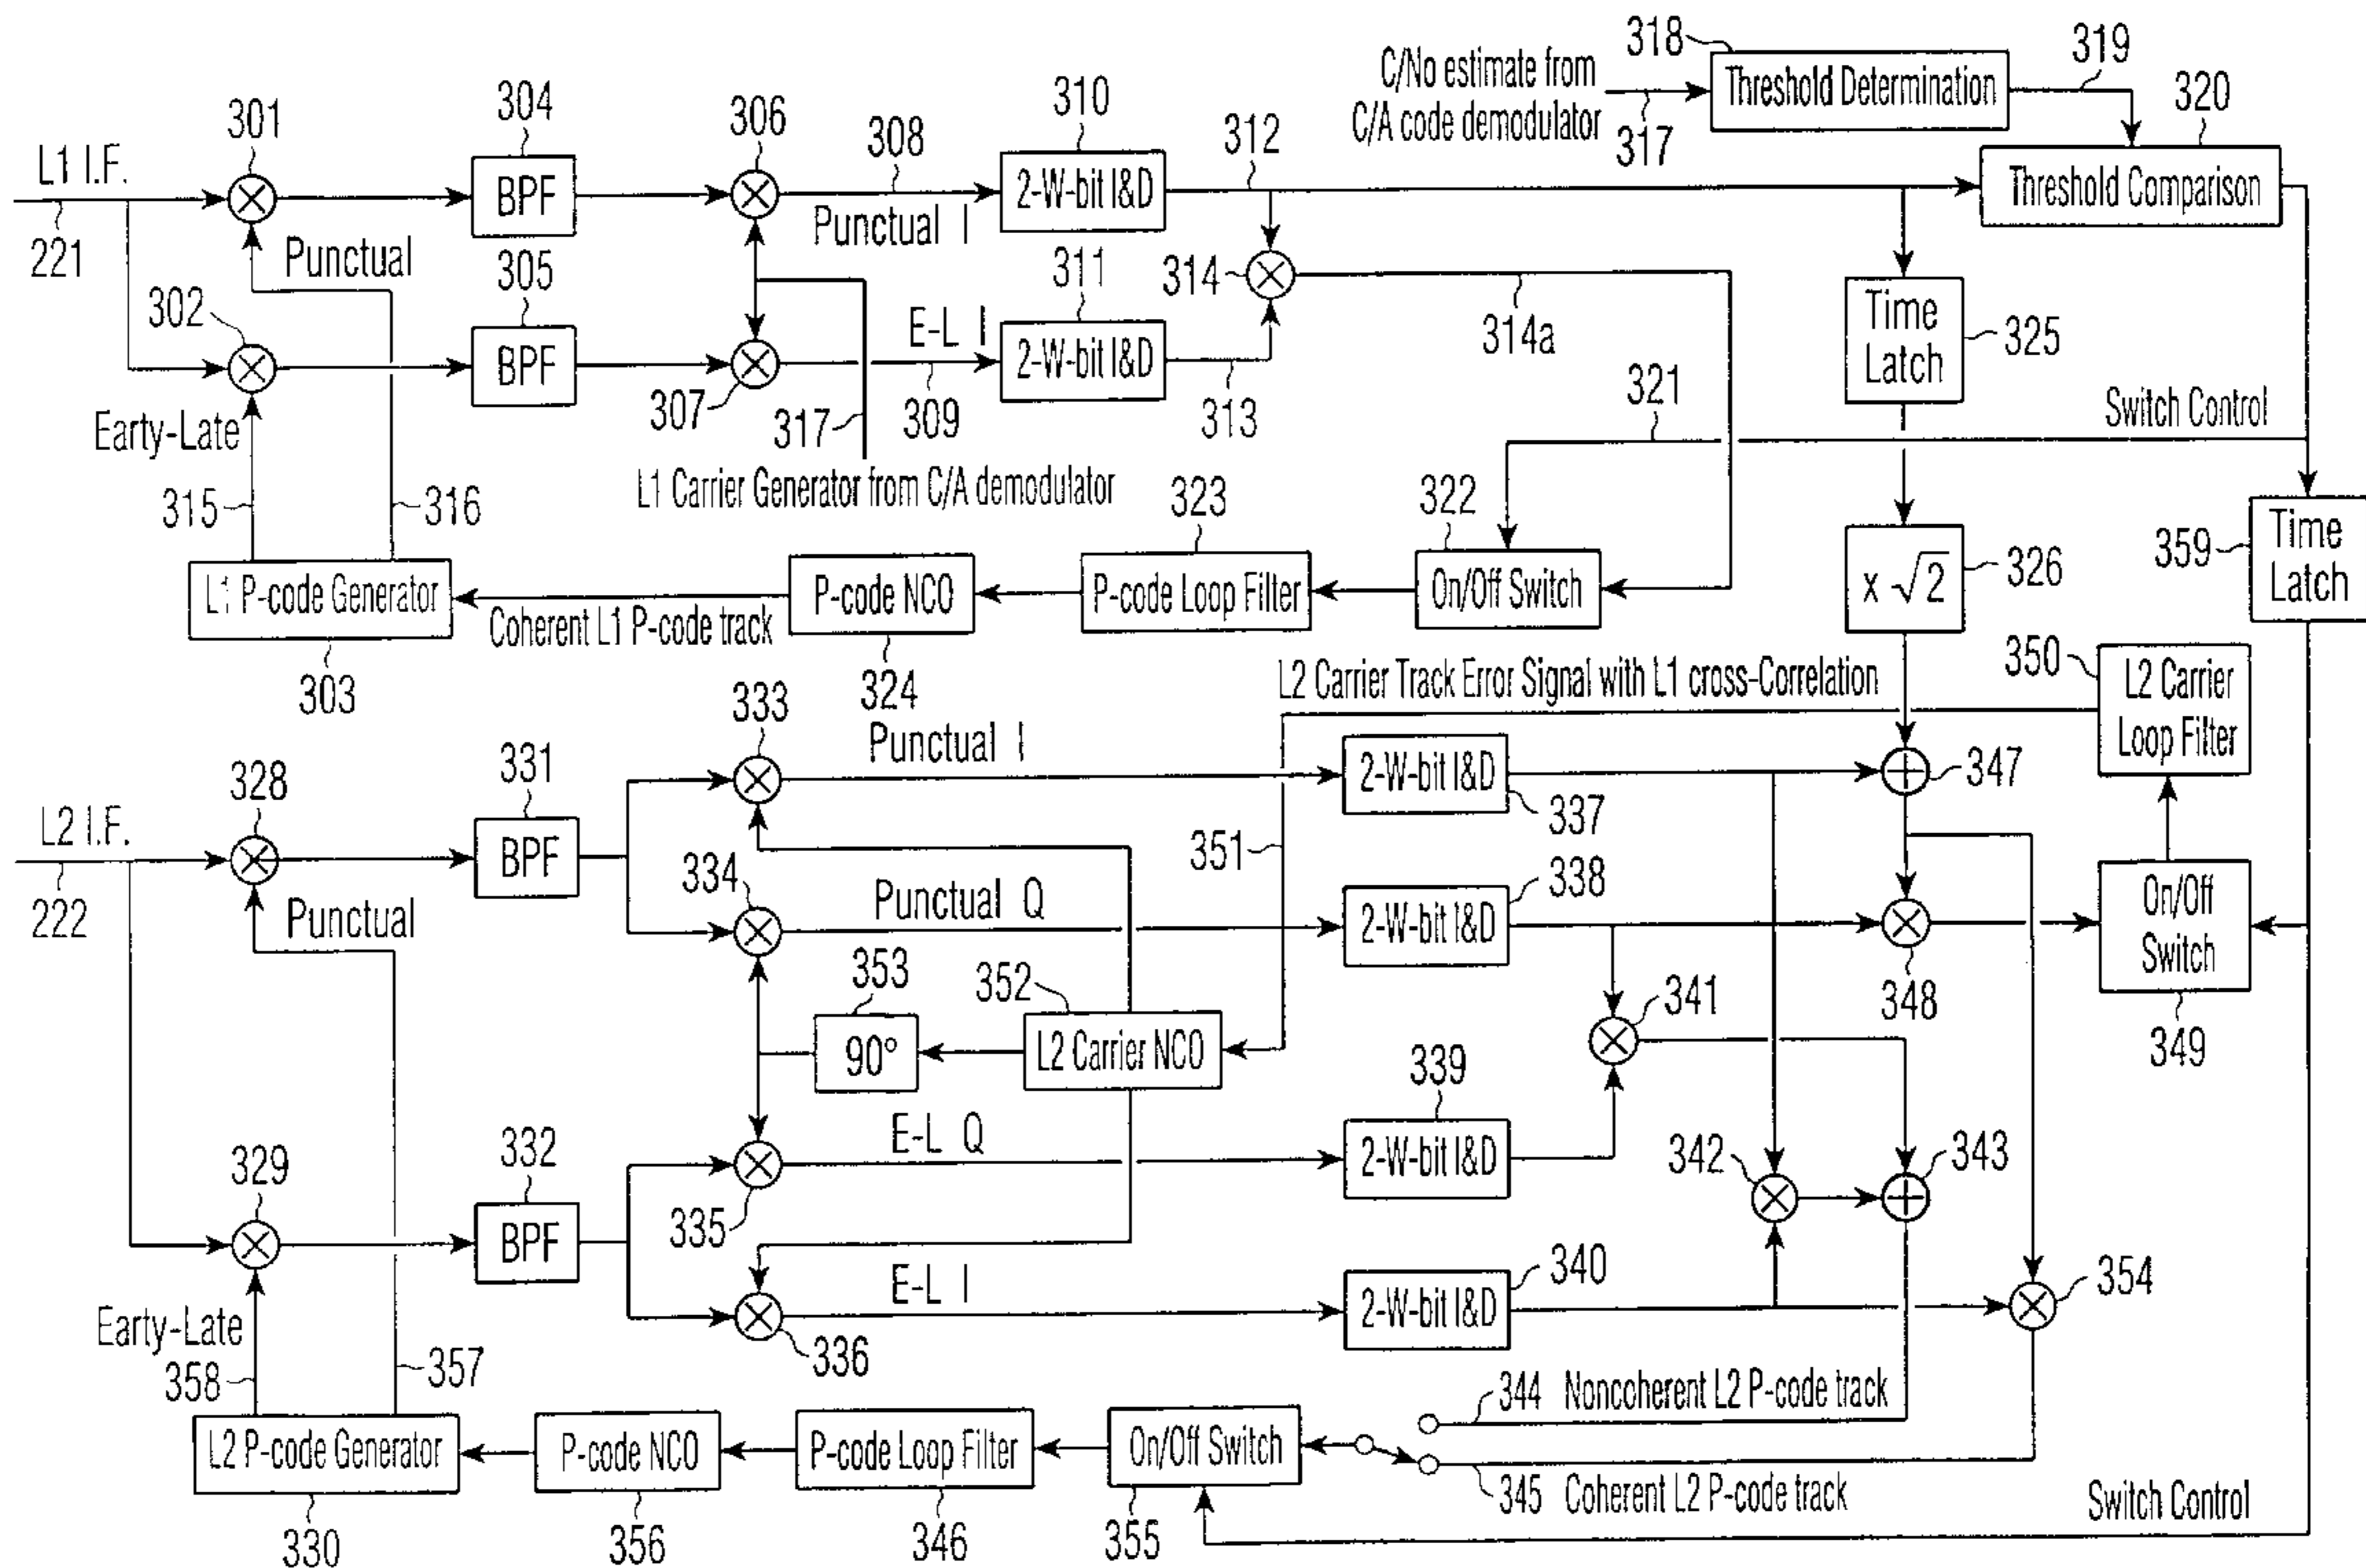 C/No estimate from
C/A code demodulator
317
318
Threshold Determination
319
320
Threshold Comparison
L1 I.F.
221
301
304
BPF
306
308
Punctual I
310
2-W-bit I&D
312
Punctual
302
305
BPF
307
317
E-L I
309
311
2-W-bit I&D
313
314
314a
Time
Latch
325
321
Switch Control
Earty-Late
315
316
L1 Carrier Generator from C/A demodulator
L1 P-code Generator
303
Coherent L1 P-code track
P-code NCO
324
323
P-code Loop Filter
322
On/Off Switch
x √2
326
359
Time
Latch
L2 Carrier Track Error Signal with L1 cross-Correlation
350
L2 Carrier
Loop Filter
L2 I.F.
222
328
331
BPF
333
Punctual I
2-W-bit I&D
337
347
351
Punctual
334
Punctual Q
338
2-W-bit I&D
348
On/Off
Switch
349
353
90°
352
L2 Carrier NCO
341
329
332
BPF
335
E-L Q
339
2-W-bit I&D
342
343
336
E-L I
340
2-W-bit I&D
354
Earty-Late
358
357
344 Noncoherent L2 P-code track
L2 P-code Generator
330
P-code NCO
356
P-code Loop Filter
346
On/Off Switch
355
345 Coherent L2 P-code track
Switch Control